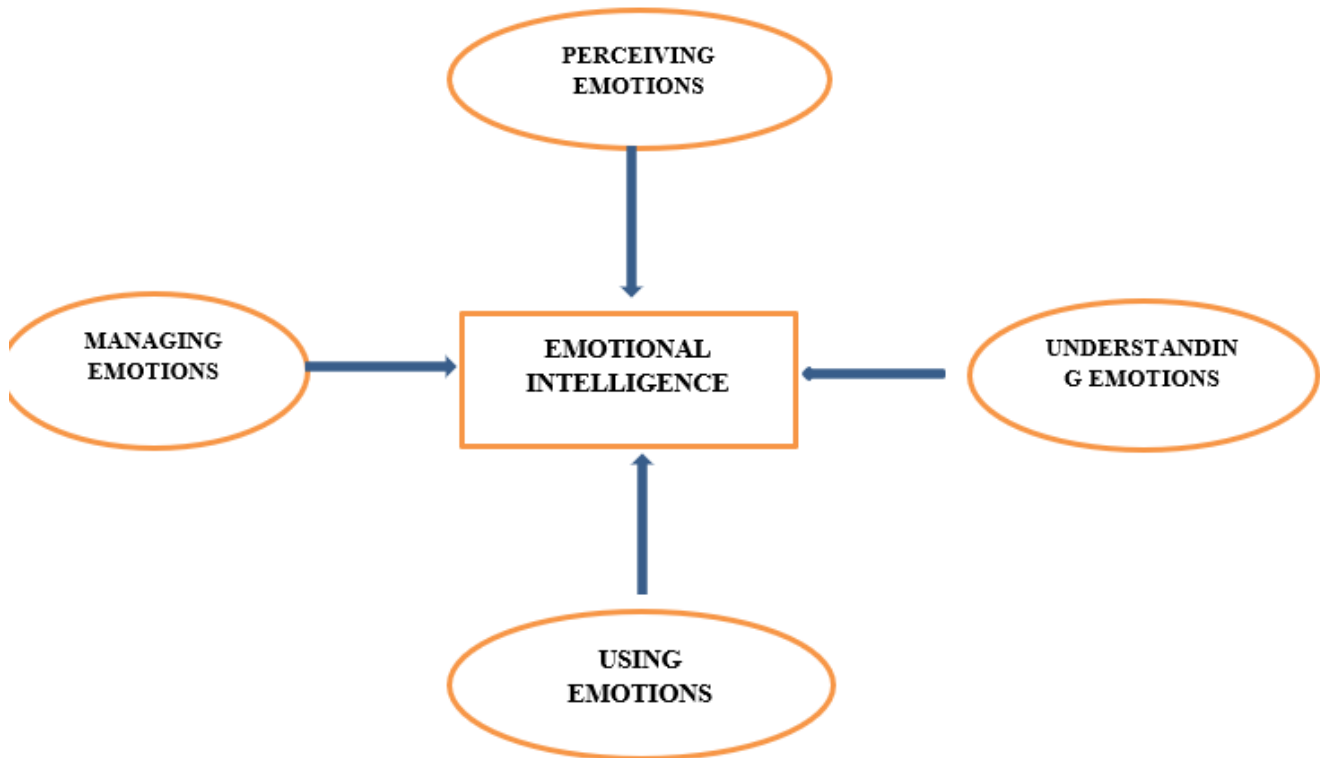 PERCEIVING
EMOTIONS
MANAGING
EMOTIONS
EMOTIONAL
INTELLIGENCE
UNDERSTANDIN
G EMOTIONS
USING
EMOTIONS